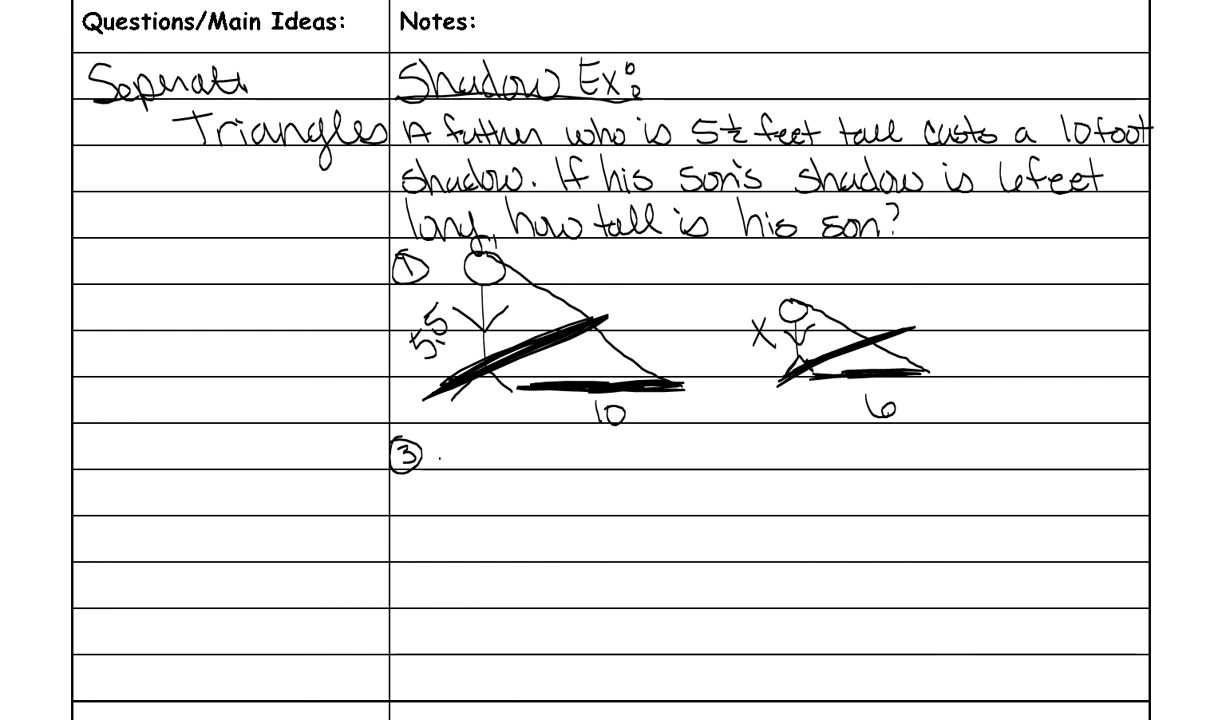 Questions/Main Ideas:
Notes:
Seperate
Triangles
Shadow Ex:
A father who is 5½ feet tall casts a 10 foot
shadow. If his son's shadow is 6 feet
long, how tall is his son?
①
5.5
10
X
6
③ .